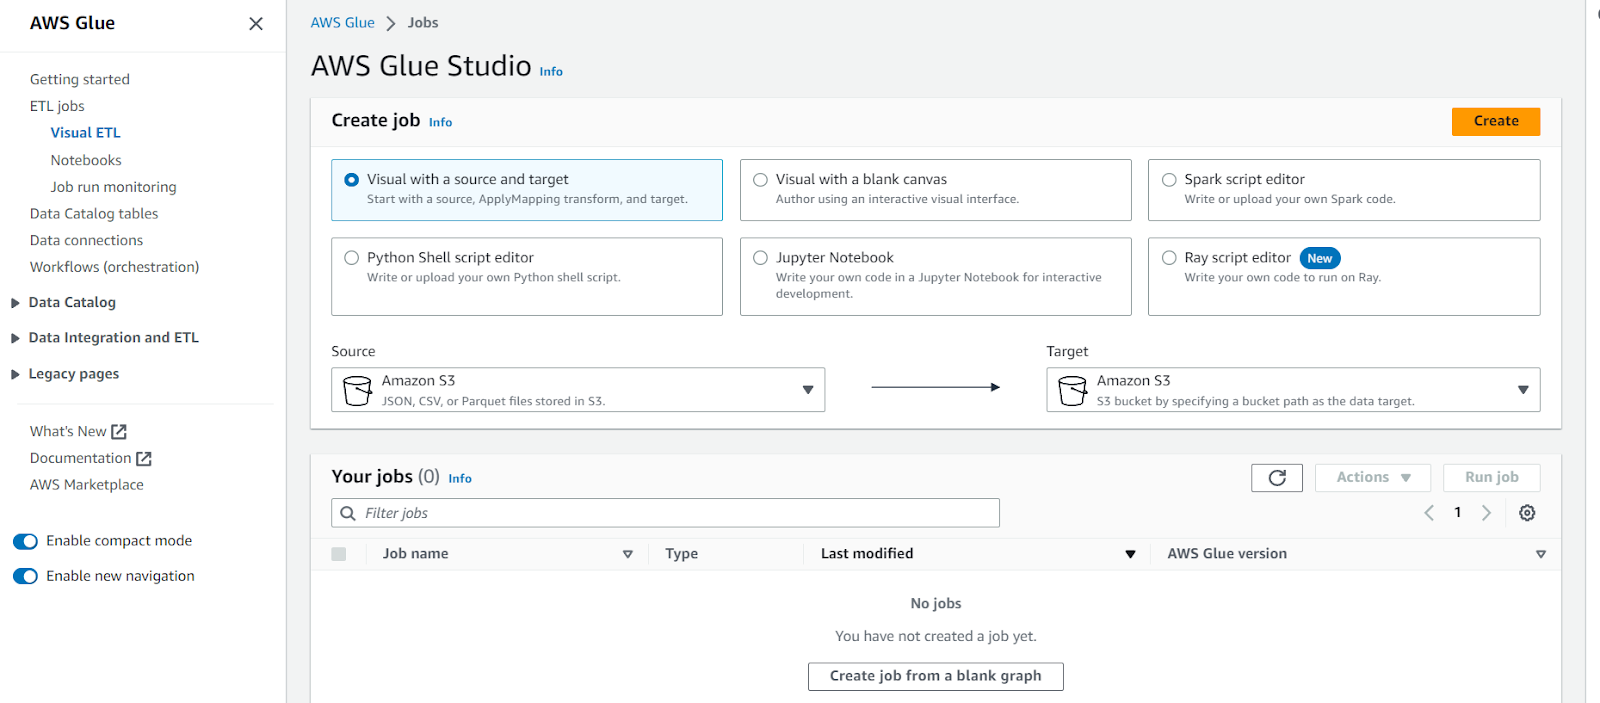 AWS Glue
Getting started
ETL jobs
Visual ETL
Notebooks
Job run monitoring
Data Catalog tables
Data connections
Workflows (orchestration)
Data Catalog
Data Integration and ETL
Legacy pages
What's New
Documentation
AWS Marketplace
Enable compact mode
Enable new navigation
AWS Glue > Jobs
AWS Glue Studio Info
Create job Info
Create
Visual with a source and target
Start with a source, ApplyMapping transform, and target.
Visual with a blank canvas
Author using an interactive visual interface.
Spark script editor
Write or upload your own Spark code.
Python Shell script editor
Write or upload your own Python shell script.
Jupyter Notebook
Write your own code in a Jupyter Notebook for interactive
development.
Ray script editor New
Write your own code to run on Ray.
Source
Amazon S3
JSON, CSV, or Parquet files stored in S3.
Target
Amazon S3
S3 bucket by specifying a bucket path as the data target.
Your jobs (0) Info
Actions
Run job
Filter jobs
1
Job name Type Last modified AWS Glue version
No jobs
You have not created a job yet.
Create job from a blank graph